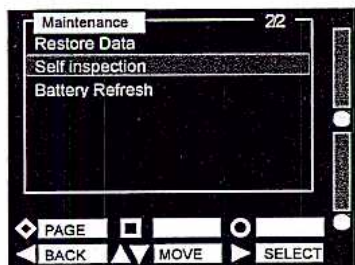 Maintenance 2/2
Restore Data
Self inspection
Battery Refresh
PAGE
BACK MOVE SELECT